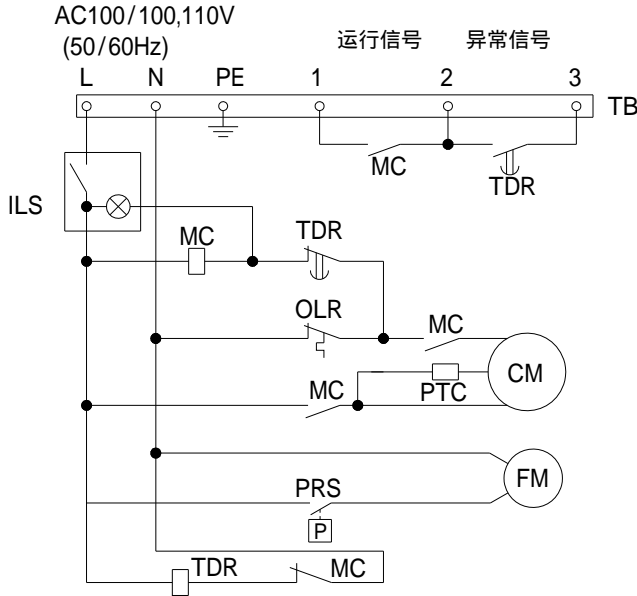 AC100/100,110V
(50/60Hz)
运行信号 异常信号
L N PE 1 2 3
TB
MC
TDR
ILS
MC TDR
OLR
MC
CM
PTC
MC
FM
PRS
P
TDR MC